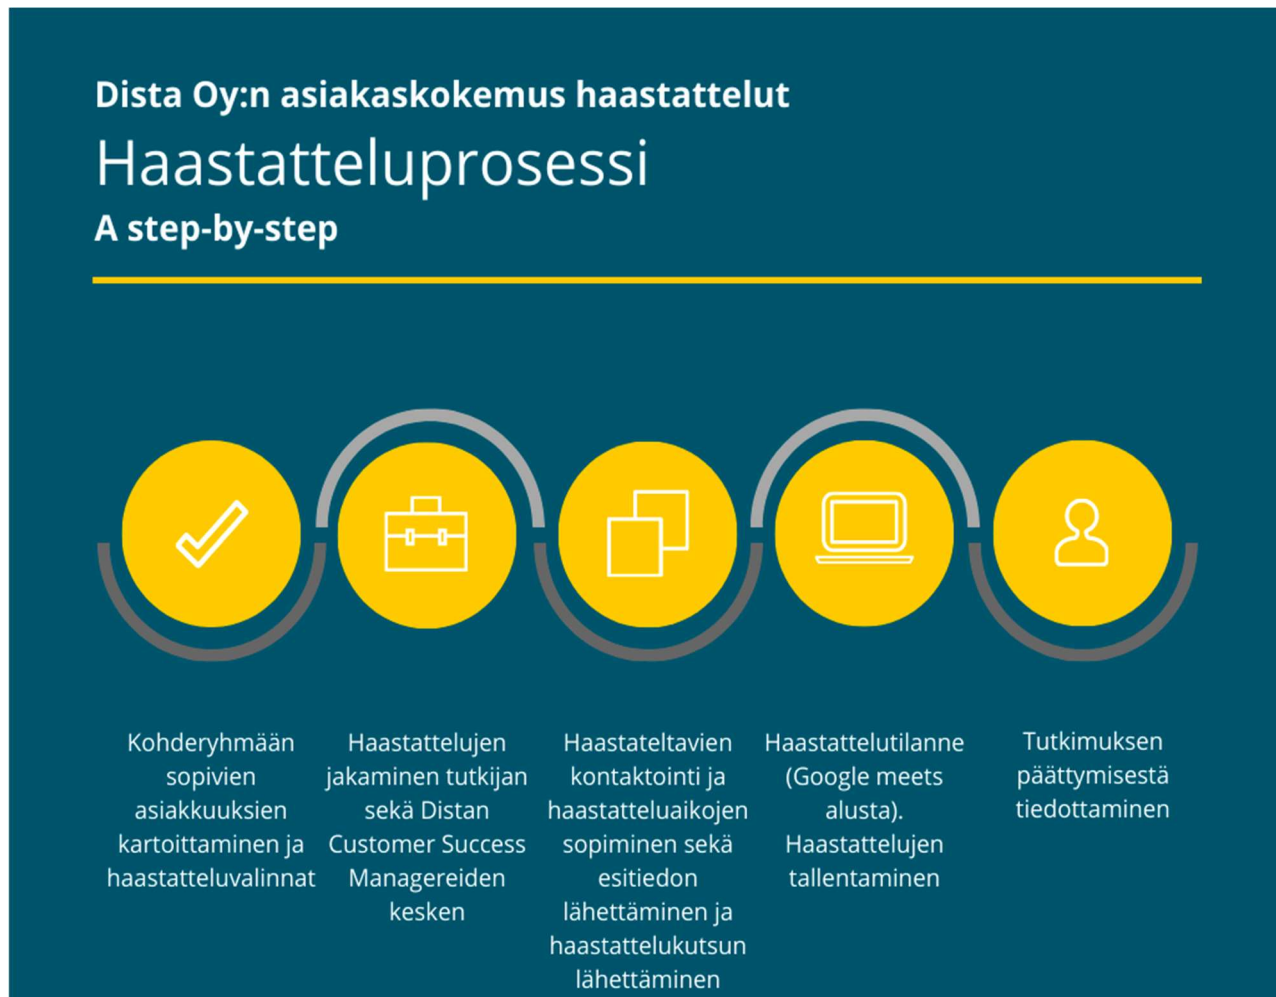 Dista Oy:n asiakaskokemus haastattelut
Haastatteluprosessi
A step-by-step
Kohderyhmään
sopivien
asiakkuuksien
kartoittaminen ja
haastatteluvalinnat
Haastattelujen
jakaminen tutkijan
sekä Distan
Customer Success
Managereiden
kesken
Haastateltavien
kontaktointi ja
haastatteluaikojen
sopiminen sekä
esitiedon
lähettäminen ja
haastattelukutsun
lähettäminen
Haastattelutilanne
(Google meets
alusta).
Haastattelujen
tallentaminen
Tutkimuksen
päättymisestä
tiedottaminen